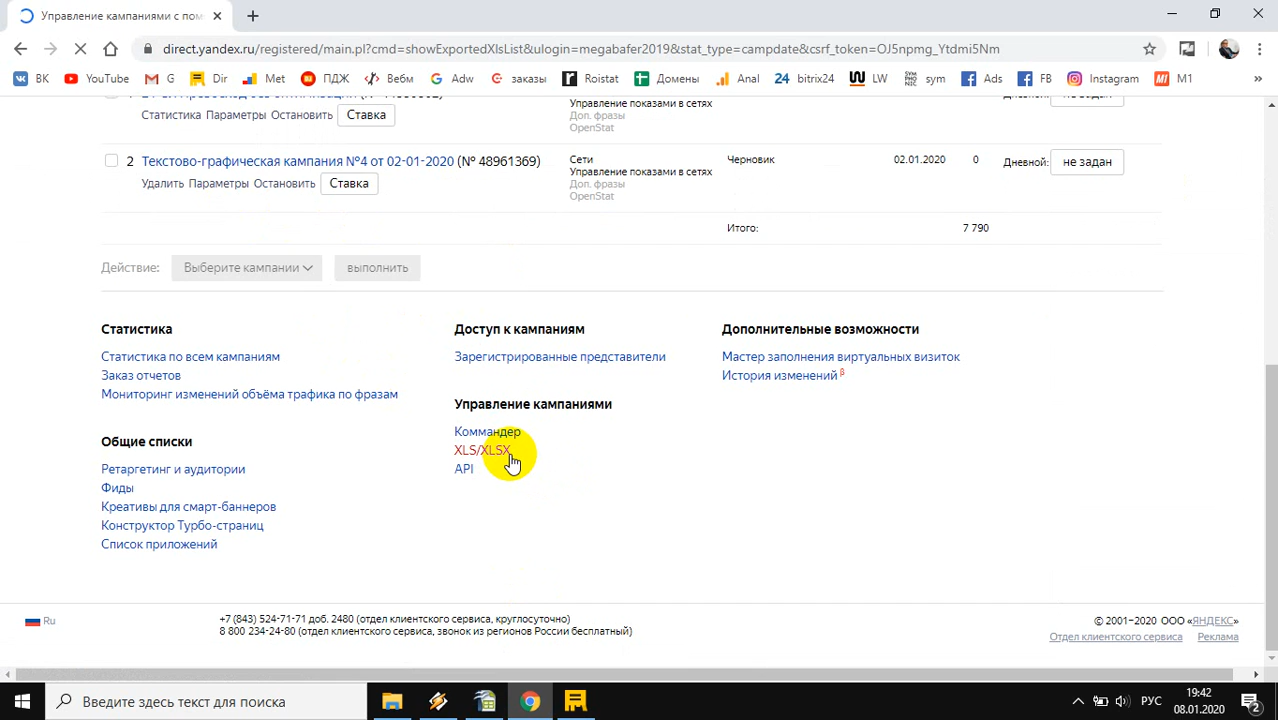 Управление кампаниями с пом
direct.yandex.ru/registered/main.pl?cmd=showExportedXlsList&ulogin=megabafer2019&stat_type=campdate&csrf_token=OJ5npmg_Ytdmi5Nm
ВК YouTube G Dir Met ПДЖ Вебм Adw заказы Roistat Домены Anal 24 bitrix24 LW sym Ads FB Instagram М1 »
Доп. фразы
OpenStat
Управление показами в сетях
Статистика Параметры Остановить Ставка
2 Текстово-графическая кампания №4 от 02-01-2020 (№ 48961369) Сети Черновик 02.01.2020 0 Дневной: не задан
Управление показами в сетях
Удалить Параметры Остановить Ставка Доп. фразы
OpenStat
Итого: 7 790
Действие: Выберите кампании выполнить
Статистика
Статистика по всем кампаниям
Заказ отчетов
Мониторинг изменений объёма трафика по фразам
Общие списки
Ретаргетинг и аудитории
Фиды
Креативы для смарт-баннеров
Конструктор Турбо-страниц
Список приложений
Доступ к кампаниям
Зарегистрированные представители
Управление кампаниями
Коммандер
XLS/XLSX
API
Дополнительные возможности
Мастер заполнения виртуальных визиток
История изменений β
Ru
+7 (843) 524-71-71 доб. 2480 (отдел клиентского сервиса, круглосуточно)
8 800 234-24-80 (отдел клиентского сервиса, звонок из регионов России бесплатный)
© 2001–2020 ООО «ЯНДЕКС»
Отдел клиентского сервиса Реклама
Введите здесь текст для поиска
РУС
19:42
08.01.2020
2